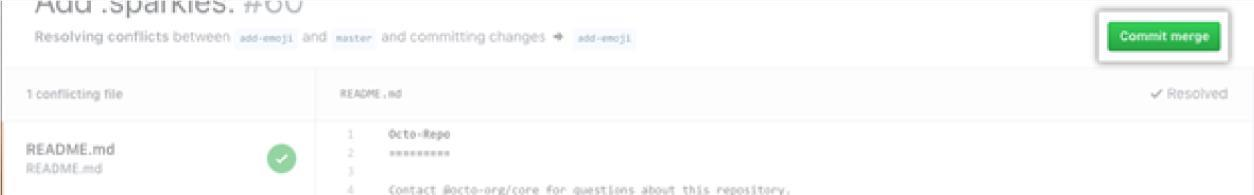 Add :sparkles: #60
Resolving conflicts between add-emoji and master and committing changes → add-emoji
Commit merge
1 conflicting file
README.md
✓ Resolved
README.md
README.md
1 Octo-Repo
2 =========
3
4 Contact @octo-org/core for questions about this repository.